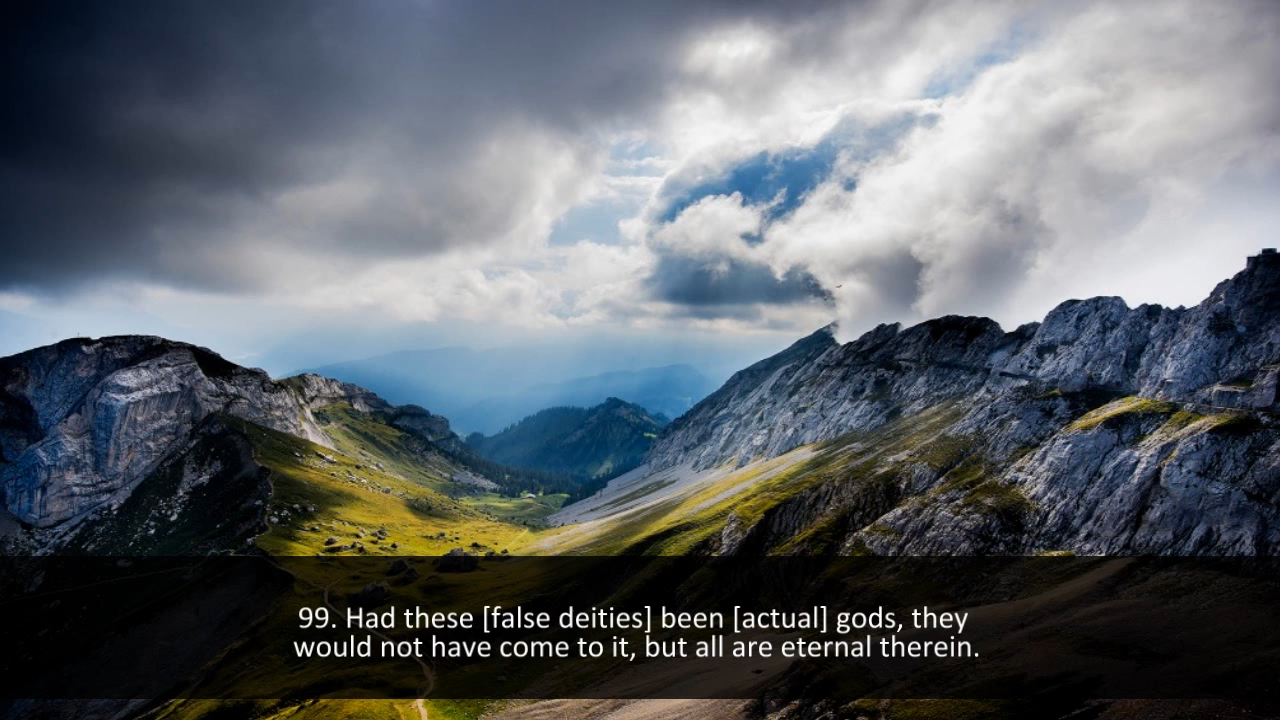 99. Had these [false deities] been [actual] gods, they
would not have come to it, but all are eternal therein.